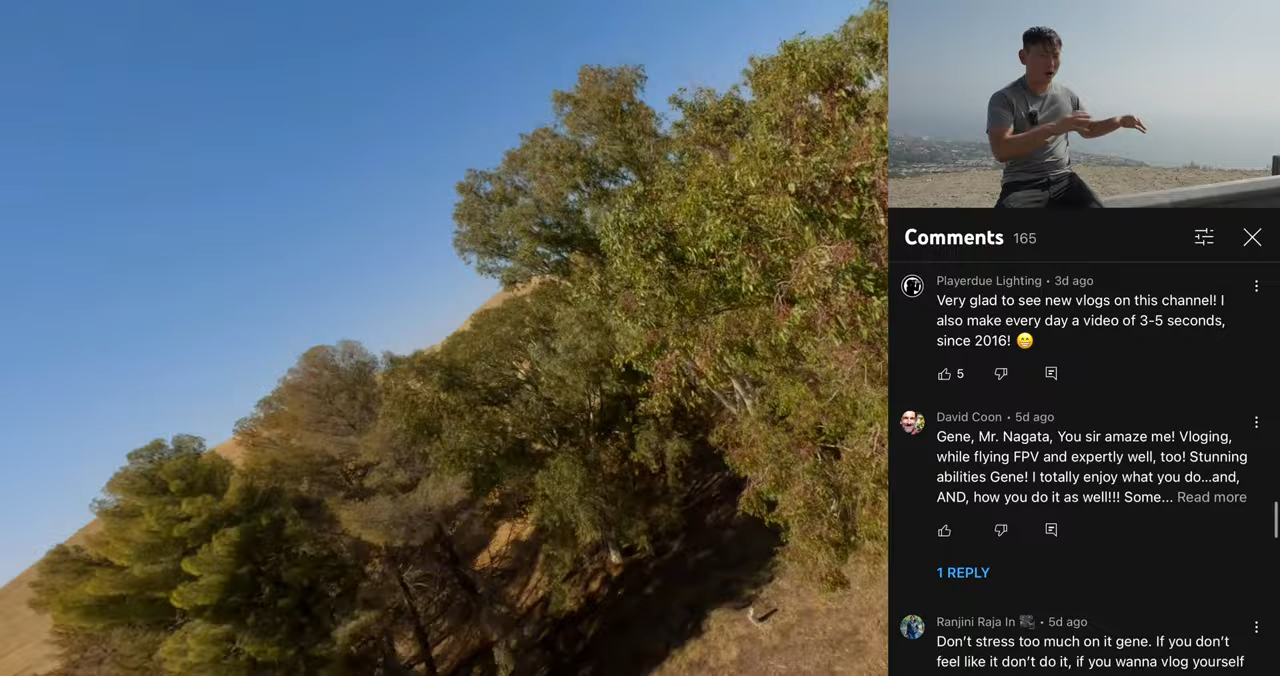 Comments 165
Playerdue Lighting • 3d ago
Very glad to see new vlogs on this channel! I
also make every day a video of 3-5 seconds,
since 2016! 😁
5
David Coon • 5d ago
Gene, Mr. Nagata, You sir amaze me! Vloging,
while flying FPV and expertly well, too! Stunning
abilities Gene! I totally enjoy what you do...and,
AND, how you do it as well!!! Some... Read more
1 REPLY
Ranjini Raja In • 5d ago
Don't stress too much on it gene. If you don't
feel like it don't do it, if you wanna vlog yourself